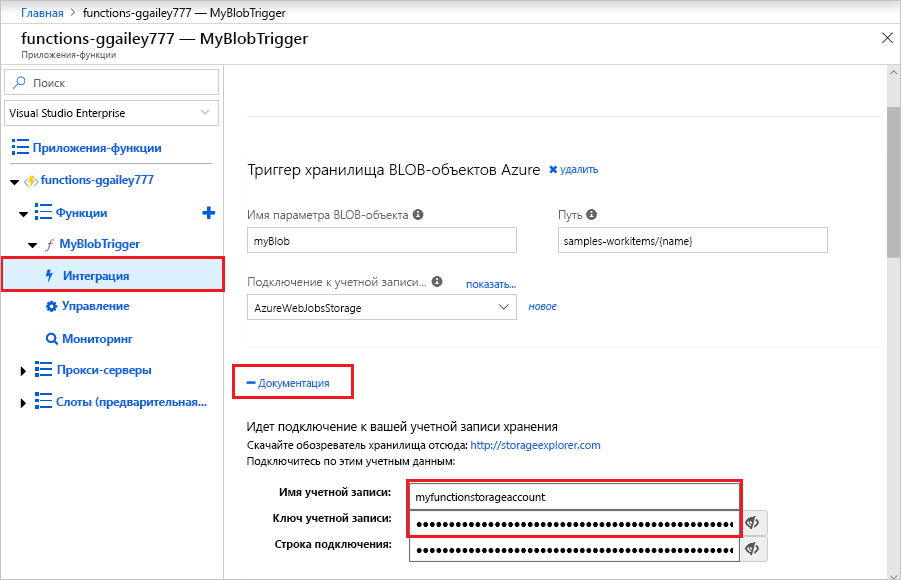 Главная > functions-ggailey777 — MyBlobTrigger
functions-ggailey777 — MyBlobTrigger
Приложения-функции
Поиск
Visual Studio Enterprise
Приложения-функции
functions-ggailey777
Функции
MyBlobTrigger
Интеграция
Управление
Мониторинг
Прокси-серверы
Слоты (предварительная...
Триггер хранилища BLOB-объектов Azure удалить
Имя параметра BLOB-объекта Путь
myBlob samples-workitems/{name}
Подключение к учетной записи... показать...
AzureWebJobsStorage новое
Документация
Идет подключение к вашей учетной записи хранения
Скачайте обозреватель хранилища отсюда: http://storageexplorer.com
Подключитесь по этим учетным данным:
Имя учетной записи: myfunctionstorageaccount
Ключ учетной записи:
Строка подключения: